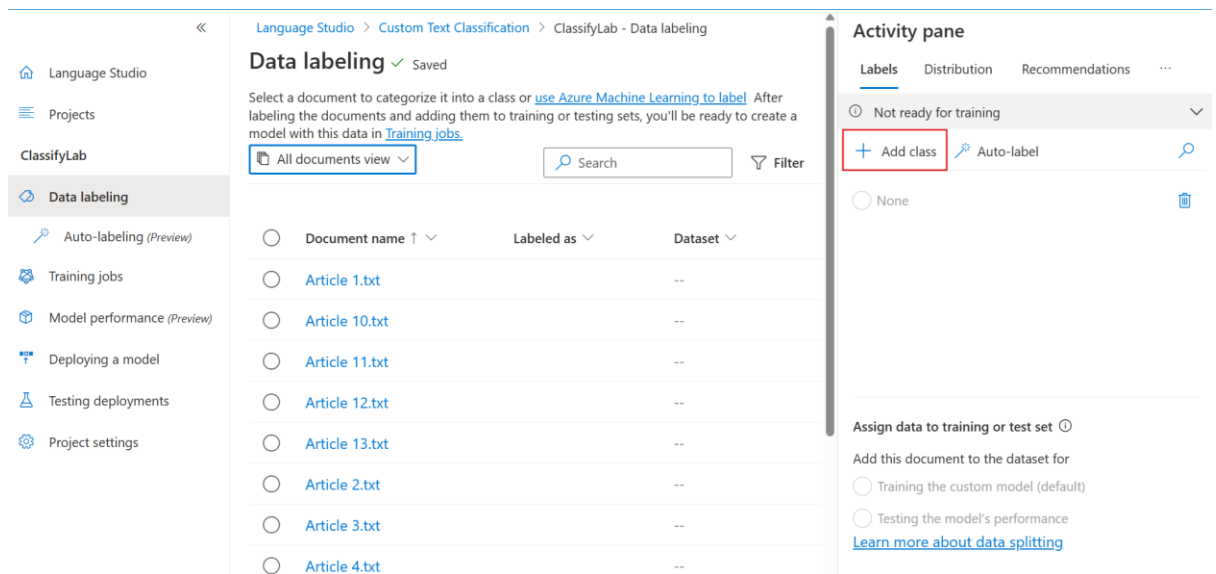 Language Studio
Projects
ClassifyLab
Data labeling
Auto-labeling (Preview)
Training jobs
Model performance (Preview)
Deploying a model
Testing deployments
Project settings
Language Studio > Custom Text Classification > ClassifyLab - Data labeling
Data labeling Saved
Select a document to categorize it into a class or use Azure Machine Learning to label After
labeling the documents and adding them to training or testing sets, you'll be ready to create a
model with this data in Training jobs.
All documents view Search Filter
Document name ↑ Labeled as Dataset
Article 1.txt --
Article 10.txt --
Article 11.txt --
Article 12.txt --
Article 13.txt --
Article 2.txt --
Article 3.txt --
Article 4.txt --
Activity pane
Labels Distribution Recommendations ...
Not ready for training
+ Add class Auto-label
None
Assign data to training or test set
Add this document to the dataset for
Training the custom model (default)
Testing the model's performance
Learn more about data splitting